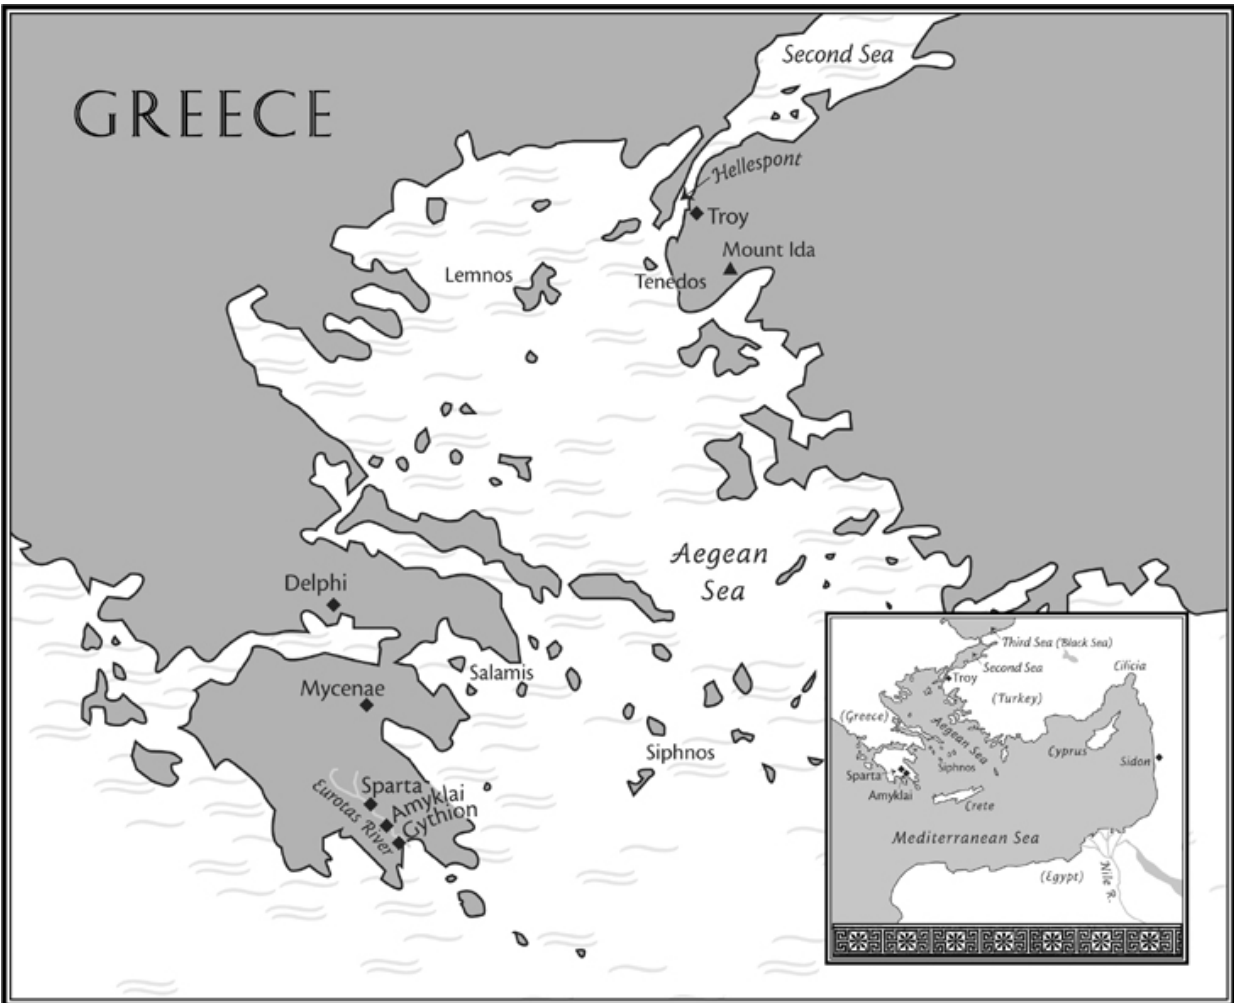 Second Sea
GREECE
Hellespont
Troy
Mount Ida
Lemnos
Tenedos
Aegean
Sea
Delphi
Salamis
Mycenae
Siphnos
Sparta
Amyklai
Gythion
Eurotas River
Third Sea (Black Sea)
Second Sea
Cilicia
Troy
(Turkey)
(Greece)
Aegean Sea
Cyprus
Sidon
Siphnos
Sparta
Amyklai
Crete
Mediterranean Sea
(Egypt)
Nile R.